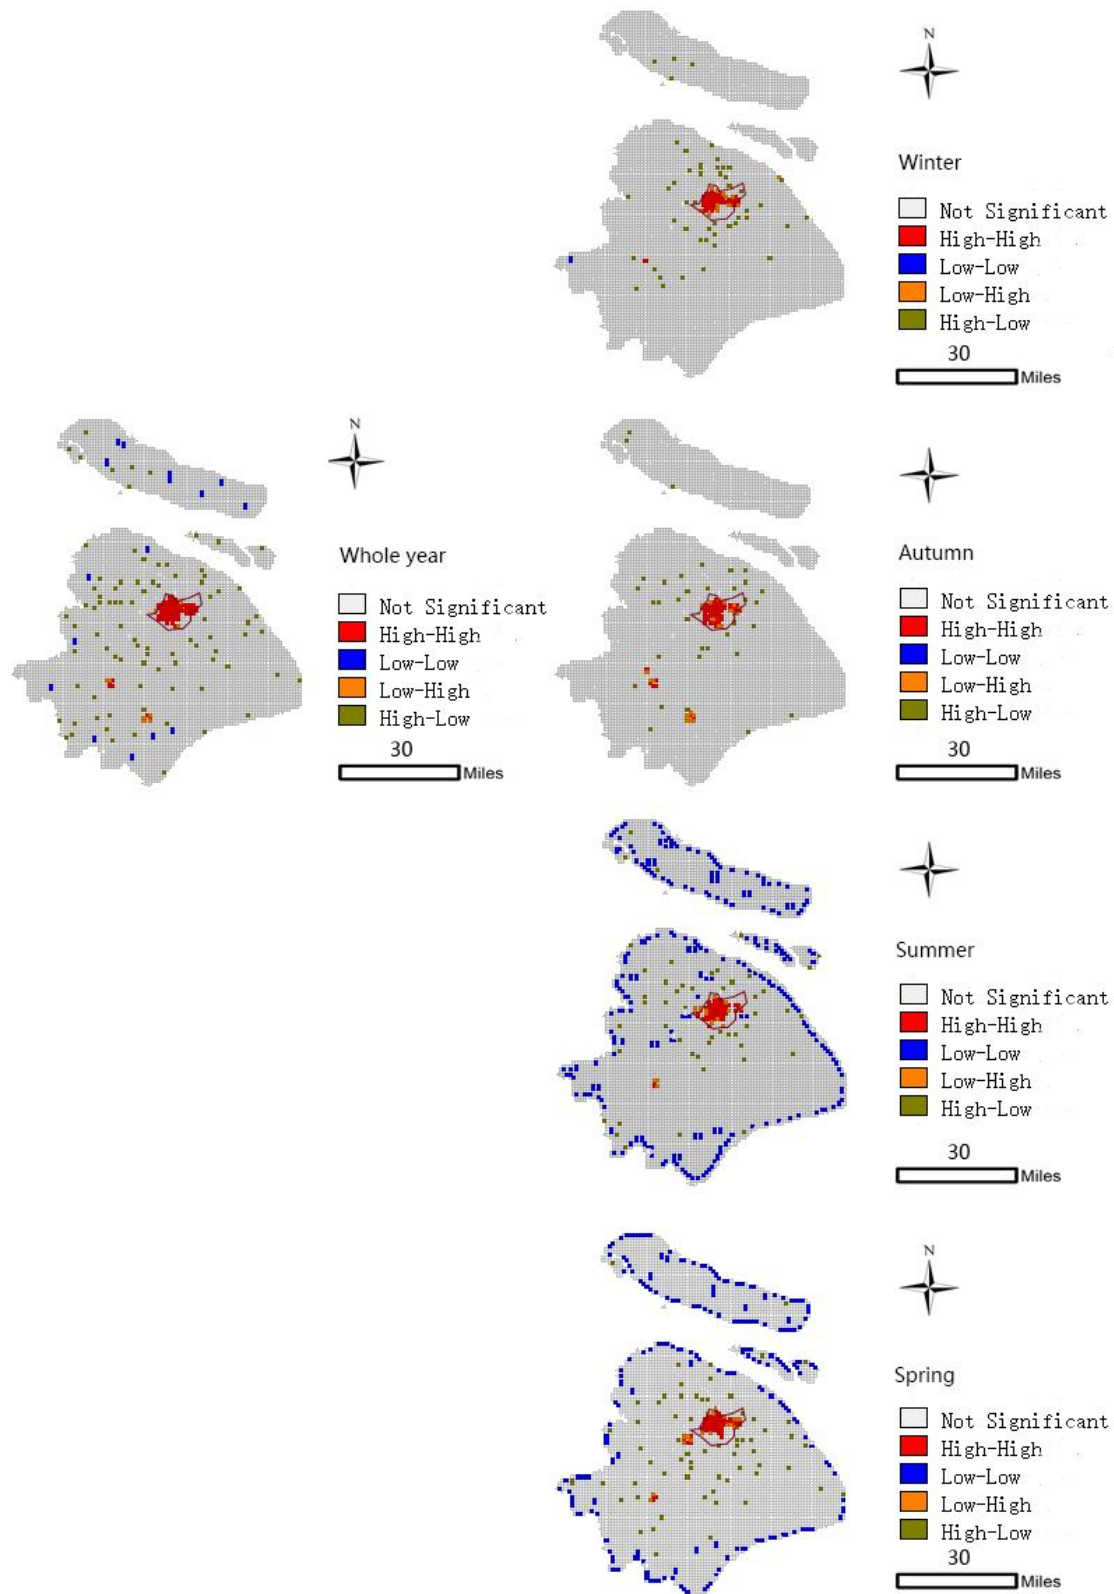 N
Winter
Not Significant
High-High
Low-Low
Low-High
High-Low
30
Miles
N
Whole year
Not Significant
High-High
Low-Low
Low-High
High-Low
30
Miles
Autumn
Not Significant
High-High
Low-Low
Low-High
High-Low
30
Miles
Summer
Not Significant
High-High
Low-Low
Low-High
High-Low
30
Miles
N
Spring
Not Significant
High-High
Low-Low
Low-High
High-Low
30
Miles